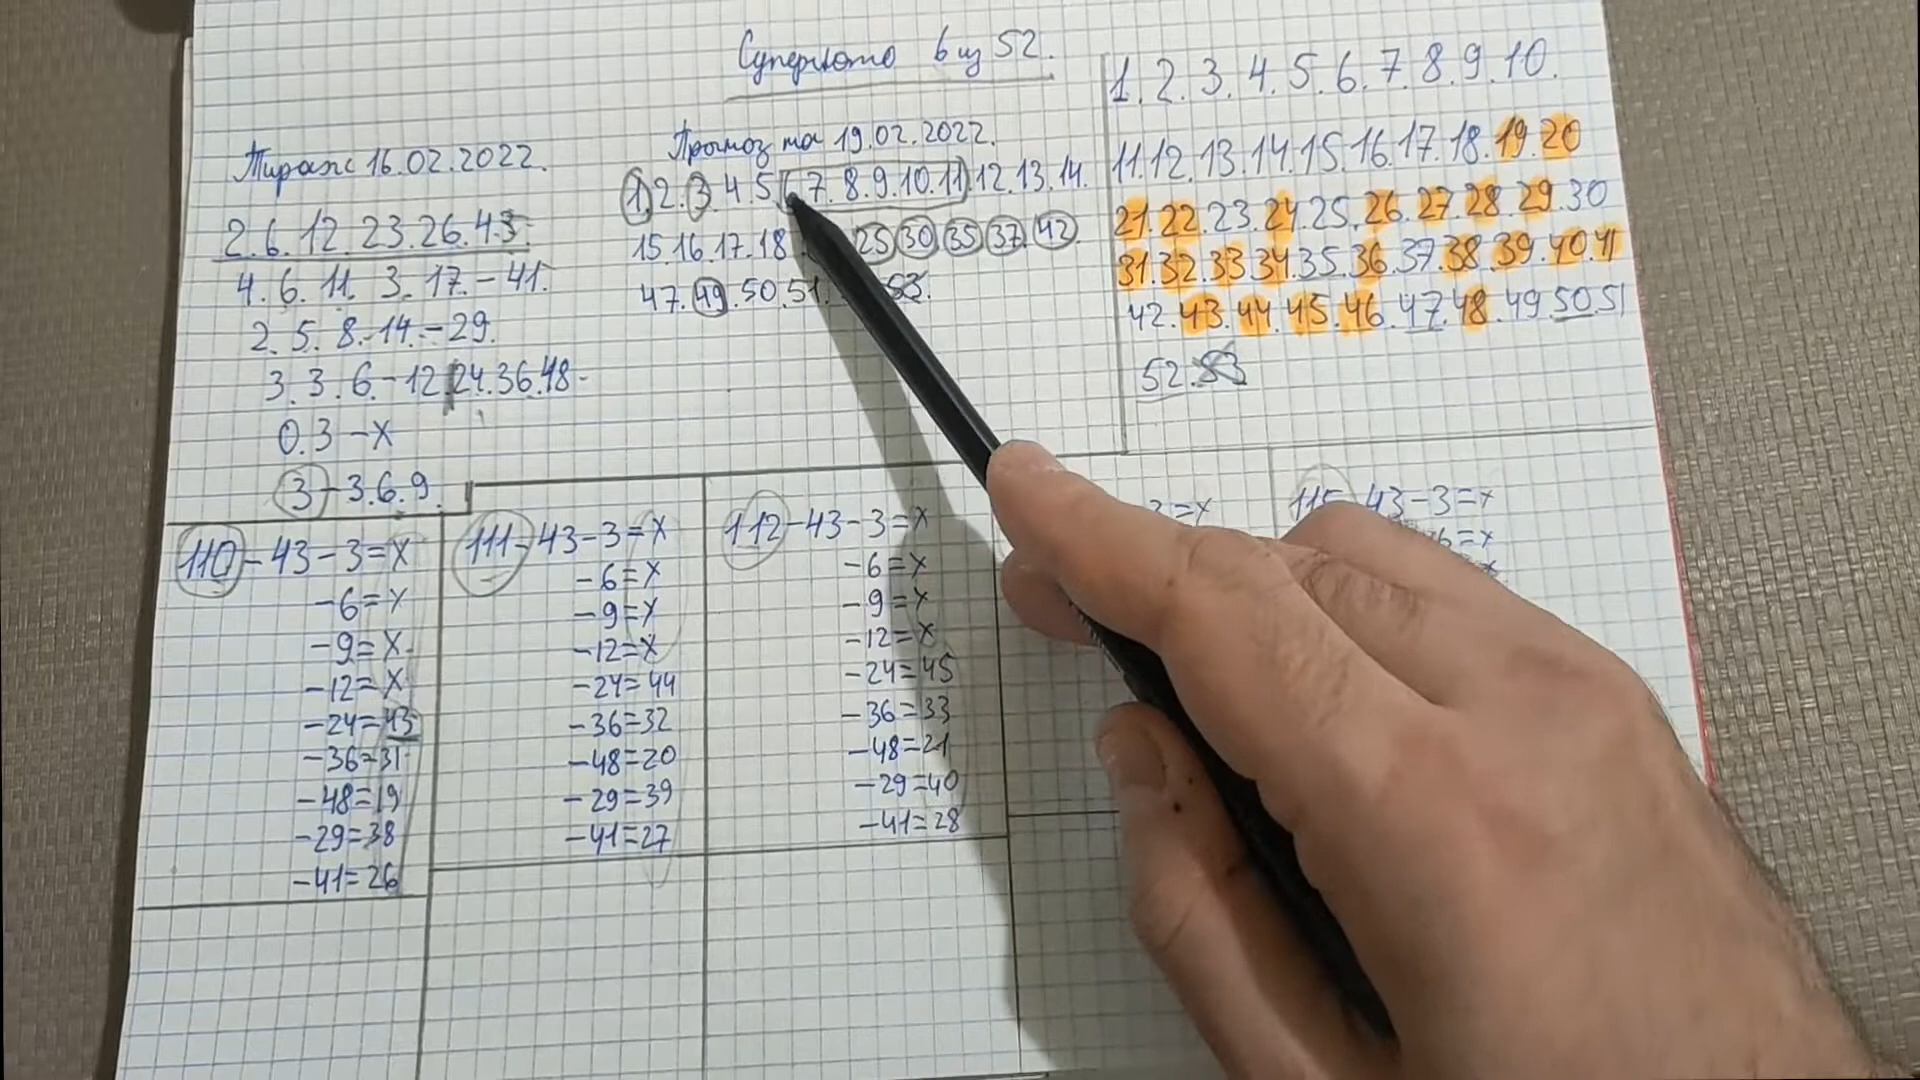 Суперлото 6 из 52.
Тираж 16.02.2022.
2.6.12.23.26.43.
4.6.11.3.17.-41.
2.5.8.-14.-29.
3.3.6-12 24.36.48-
0.3-х
3-3.6.9.
Прогноз на 19.02.2022.
1.2.3.4.5.6.7.8.9.10.11.12.13.14.
15.16.17.18. 25 30 35 37 42
47.49.50.51. 53.
1.2.3.4.5.6.7.8.9.10.
11.12.13.14.15.16.17.18.19.20
21.22.23.24.25.26.27.28.29.30
31.32.33.34.35.36.37.38.39.40.41
42.43.44.45.46.47.48.49.50.51
52.53
110-43-3=х
-6=х
-9=х
-12=х
-24=43
-36=31
-48=19
-29=38
-41=26
111-43-3=х
-6=х
-9=х
-12=х
-24=44
-36=32
-48=20
-29=39
-41=27
112-43-3=х
-6=х
-9=х
-12=х
-24=45
-36=33
-48=21
-29=40
-41=28
3=х
115-43-3=х
6=х